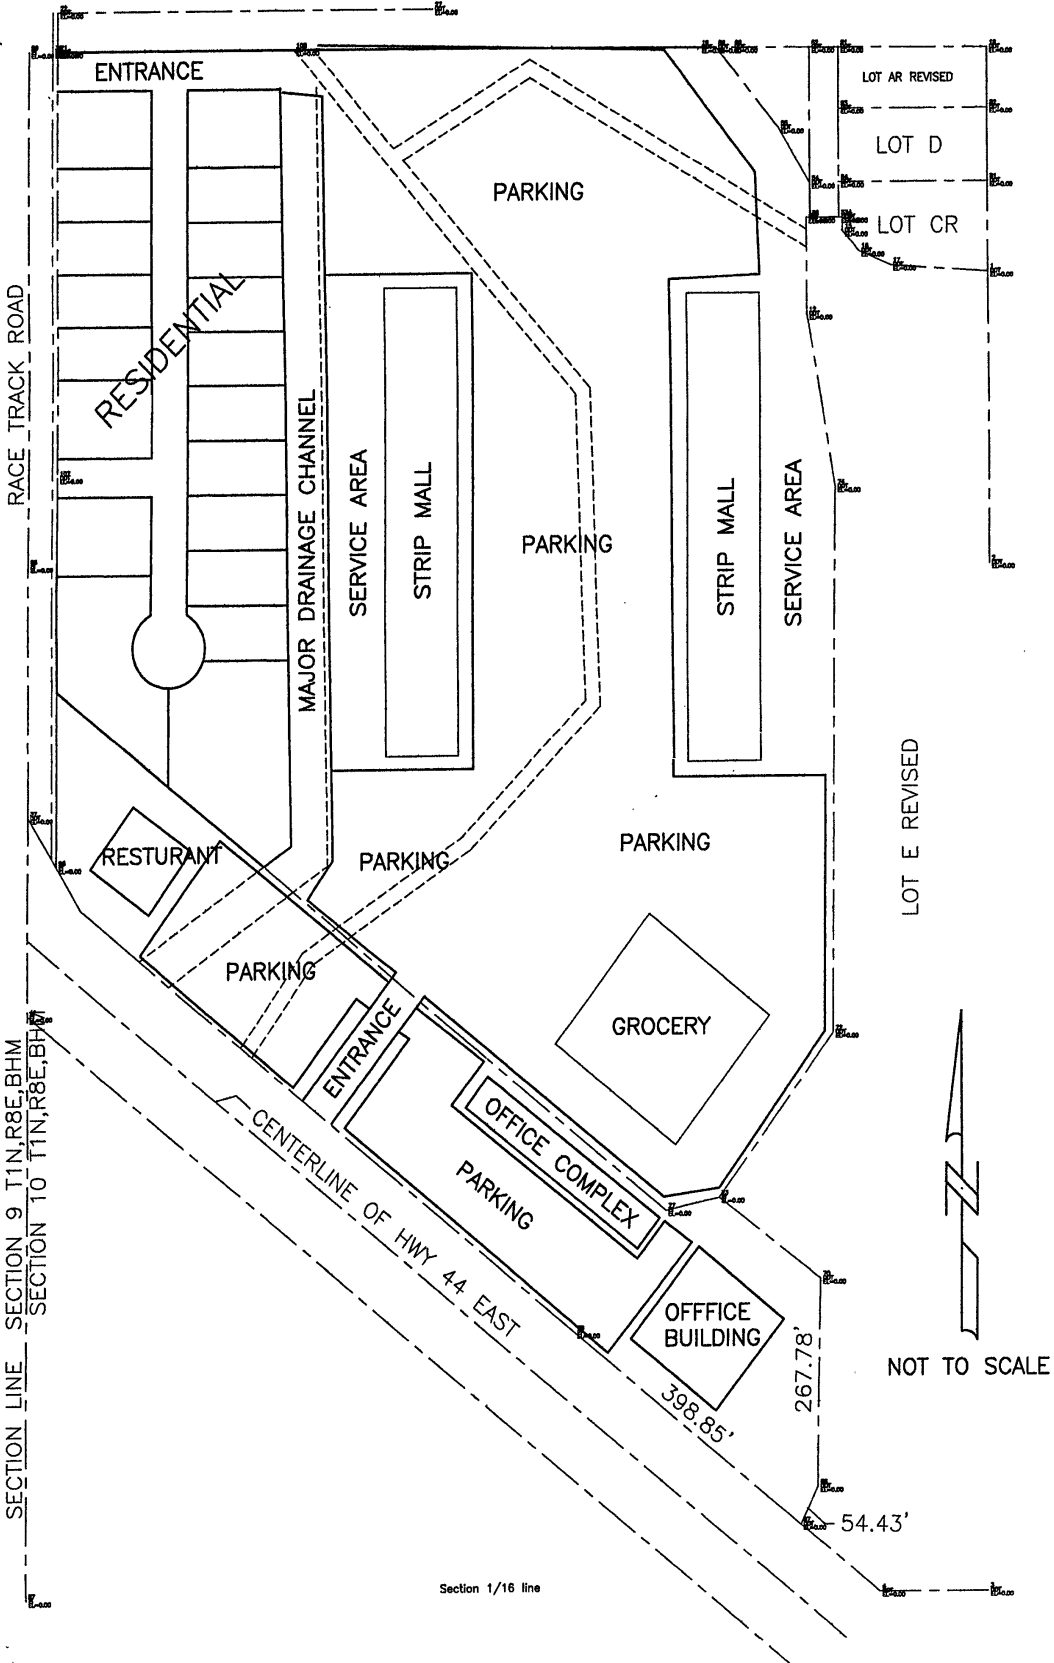 ENTRANCE
LOT AR REVISED
LOT D
LOT CR
PARKING
RACE TRACK ROAD
RESIDENTIAL
MAJOR DRAINAGE CHANNEL
SERVICE AREA
STRIP MALL
PARKING
STRIP MALL
SERVICE AREA
LOT E REVISED
RESTURANT
PARKING
PARKING
PARKING
ENTRANCE
GROCERY
SECTION LINE SECTION 9 T1N,R8E,BHM
SECTION 10 T1N,R8E,BHM
CENTERLINE OF HWY 44 EAST
OFFICE COMPLEX
PARKING
OFFFICE
BUILDING
N
NOT TO SCALE
267.78'
398.85'
54.43'
Section 1/16 line